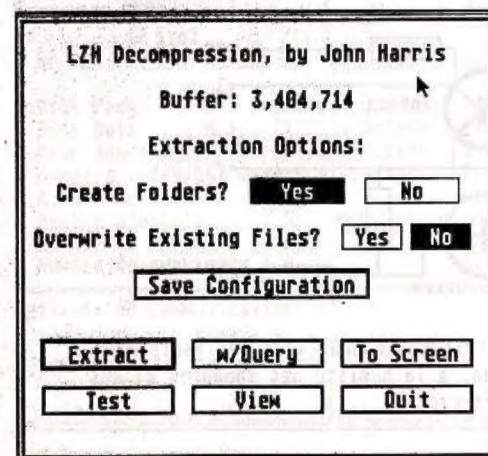 LZH Decompression, by John Harris
Buffer: 3,404,714
Extraction Options:
Create Folders? Yes No
Overwrite Existing Files? Yes No
Save Configuration
Extract w/Query To Screen
Test View Quit